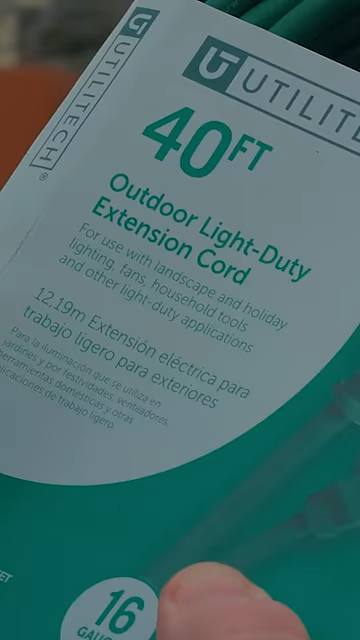 UTILITECH
UTILITE
40FT
Outdoor Light-Duty
Extension Cord
For use with landscape and holiday
lighting, fans, household tools
and other light-duty applications
12.19m Extensión eléctrica para
trabajo ligero para exteriores
Para la iluminación que se utiliza en
jardines y por festividades, ventiladores,
herramientas domésticas y otras
plicaciones de trabajo ligero.
16